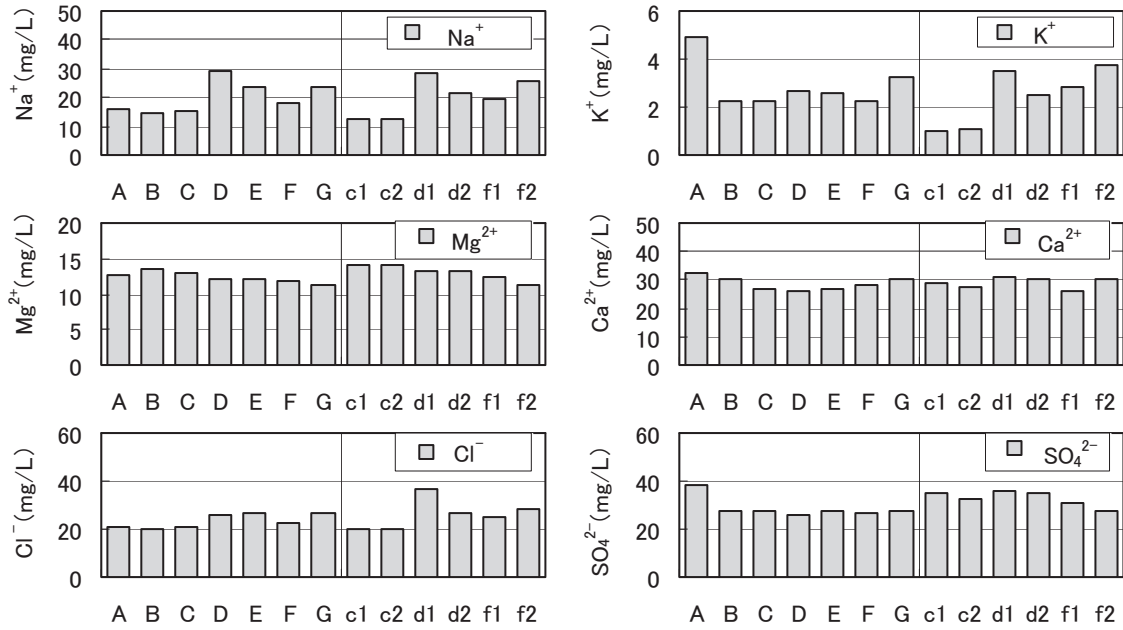 Na⁺(mg/L)
50
40
30
20
10
0
Na⁺
A B C D E F G c1 c2 d1 d2 f1 f2
K⁺(mg/L)
6
4
2
0
K⁺
A B C D E F G c1 c2 d1 d2 f1 f2
Mg²⁺(mg/L)
20
15
10
5
0
Mg²⁺
A B C D E F G c1 c2 d1 d2 f1 f2
Ca²⁺(mg/L)
50
40
30
20
10
0
Ca²⁺
A B C D E F G c1 c2 d1 d2 f1 f2
Cl⁻(mg/L)
60
40
20
0
Cl⁻
A B C D E F G c1 c2 d1 d2 f1 f2
SO₄²⁻(mg/L)
60
40
20
0
SO₄²⁻
A B C D E F G c1 c2 d1 d2 f1 f2